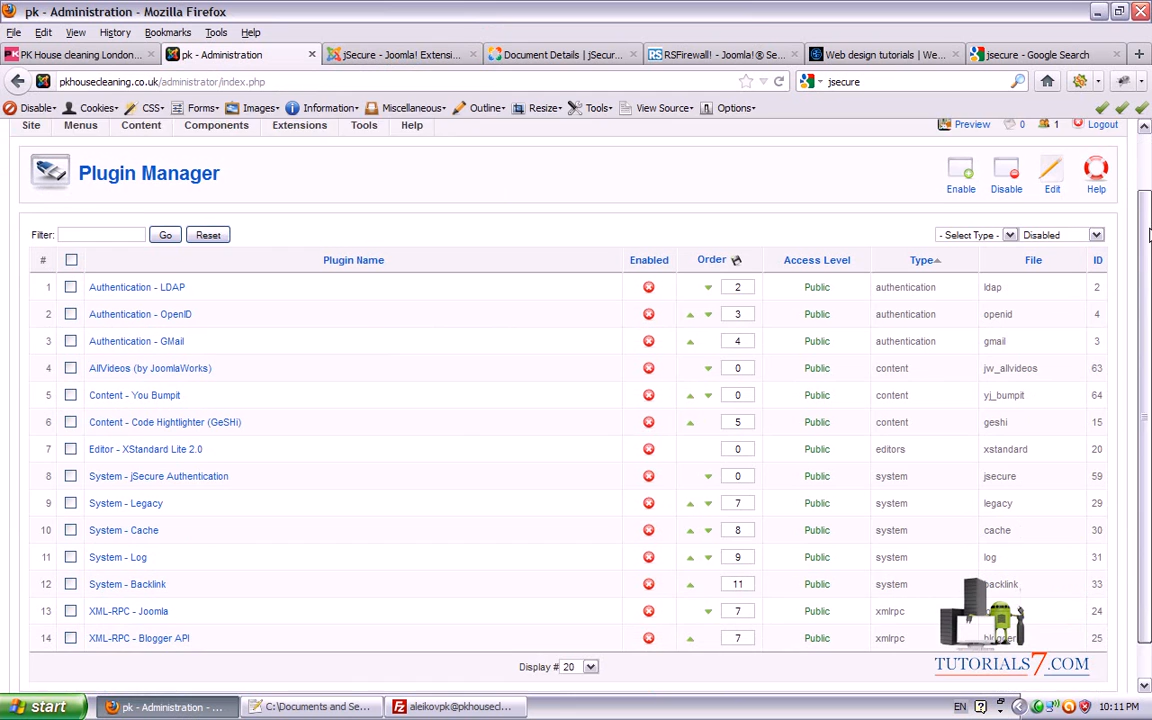 pk - Administration - Mozilla Firefox
File Edit View History Bookmarks Tools Help
PK House cleaning London... pk - Administration jSecure - Joomla! Extensi... Document Details | jSecur... RSFirewall! - Joomla!® Se... Web design tutorials | We... jsecure - Google Search
pkhousecleaning.co.uk/administrator/index.php jsecure
Disable Cookies CSS Forms Images Information Miscellaneous Outline Resize Tools View Source Options
Site Menus Content Components Extensions Tools Help Preview 0 1 Logout
Plugin Manager
Enable Disable Edit Help
Filter: Go Reset - Select Type - Disabled
# Plugin Name Enabled Order Access Level Type File ID
1 Authentication - LDAP 2 Public authentication ldap 2
2 Authentication - OpenID 3 Public authentication openid 4
3 Authentication - GMail 4 Public authentication gmail 3
4 AllVideos (by JoomlaWorks) 0 Public content jw_allvideos 63
5 Content - You Bumpit 0 Public content yj_bumpit 64
6 Content - Code Hightlighter (GeSHi) 5 Public content geshi 15
7 Editor - XStandard Lite 2.0 0 Public editors xstandard 20
8 System - jSecure Authentication 0 Public system jsecure 59
9 System - Legacy 7 Public system legacy 29
10 System - Cache 8 Public system cache 30
11 System - Log 9 Public system log 31
12 System - Backlink 11 Public system backlink 33
13 XML-RPC - Joomla 7 Public xmlrpc 24
14 XML-RPC - Blogger API 7 Public xmlrpc blogger 25
Display # 20
TUTORIALS7.COM
start pk - Administration - ... C:\Documents and Se... aleikovpk@pkhousecl... EN 10:11 PM